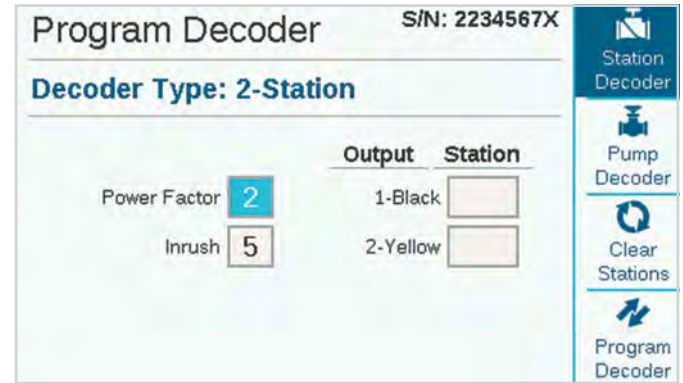 Program Decoder
S/N: 2234567X
Decoder Type: 2-Station
Output Station
Power Factor 2 1-Black
Inrush 5 2-Yellow
Station
Decoder
Pump
Decoder
Clear
Stations
Program
Decoder